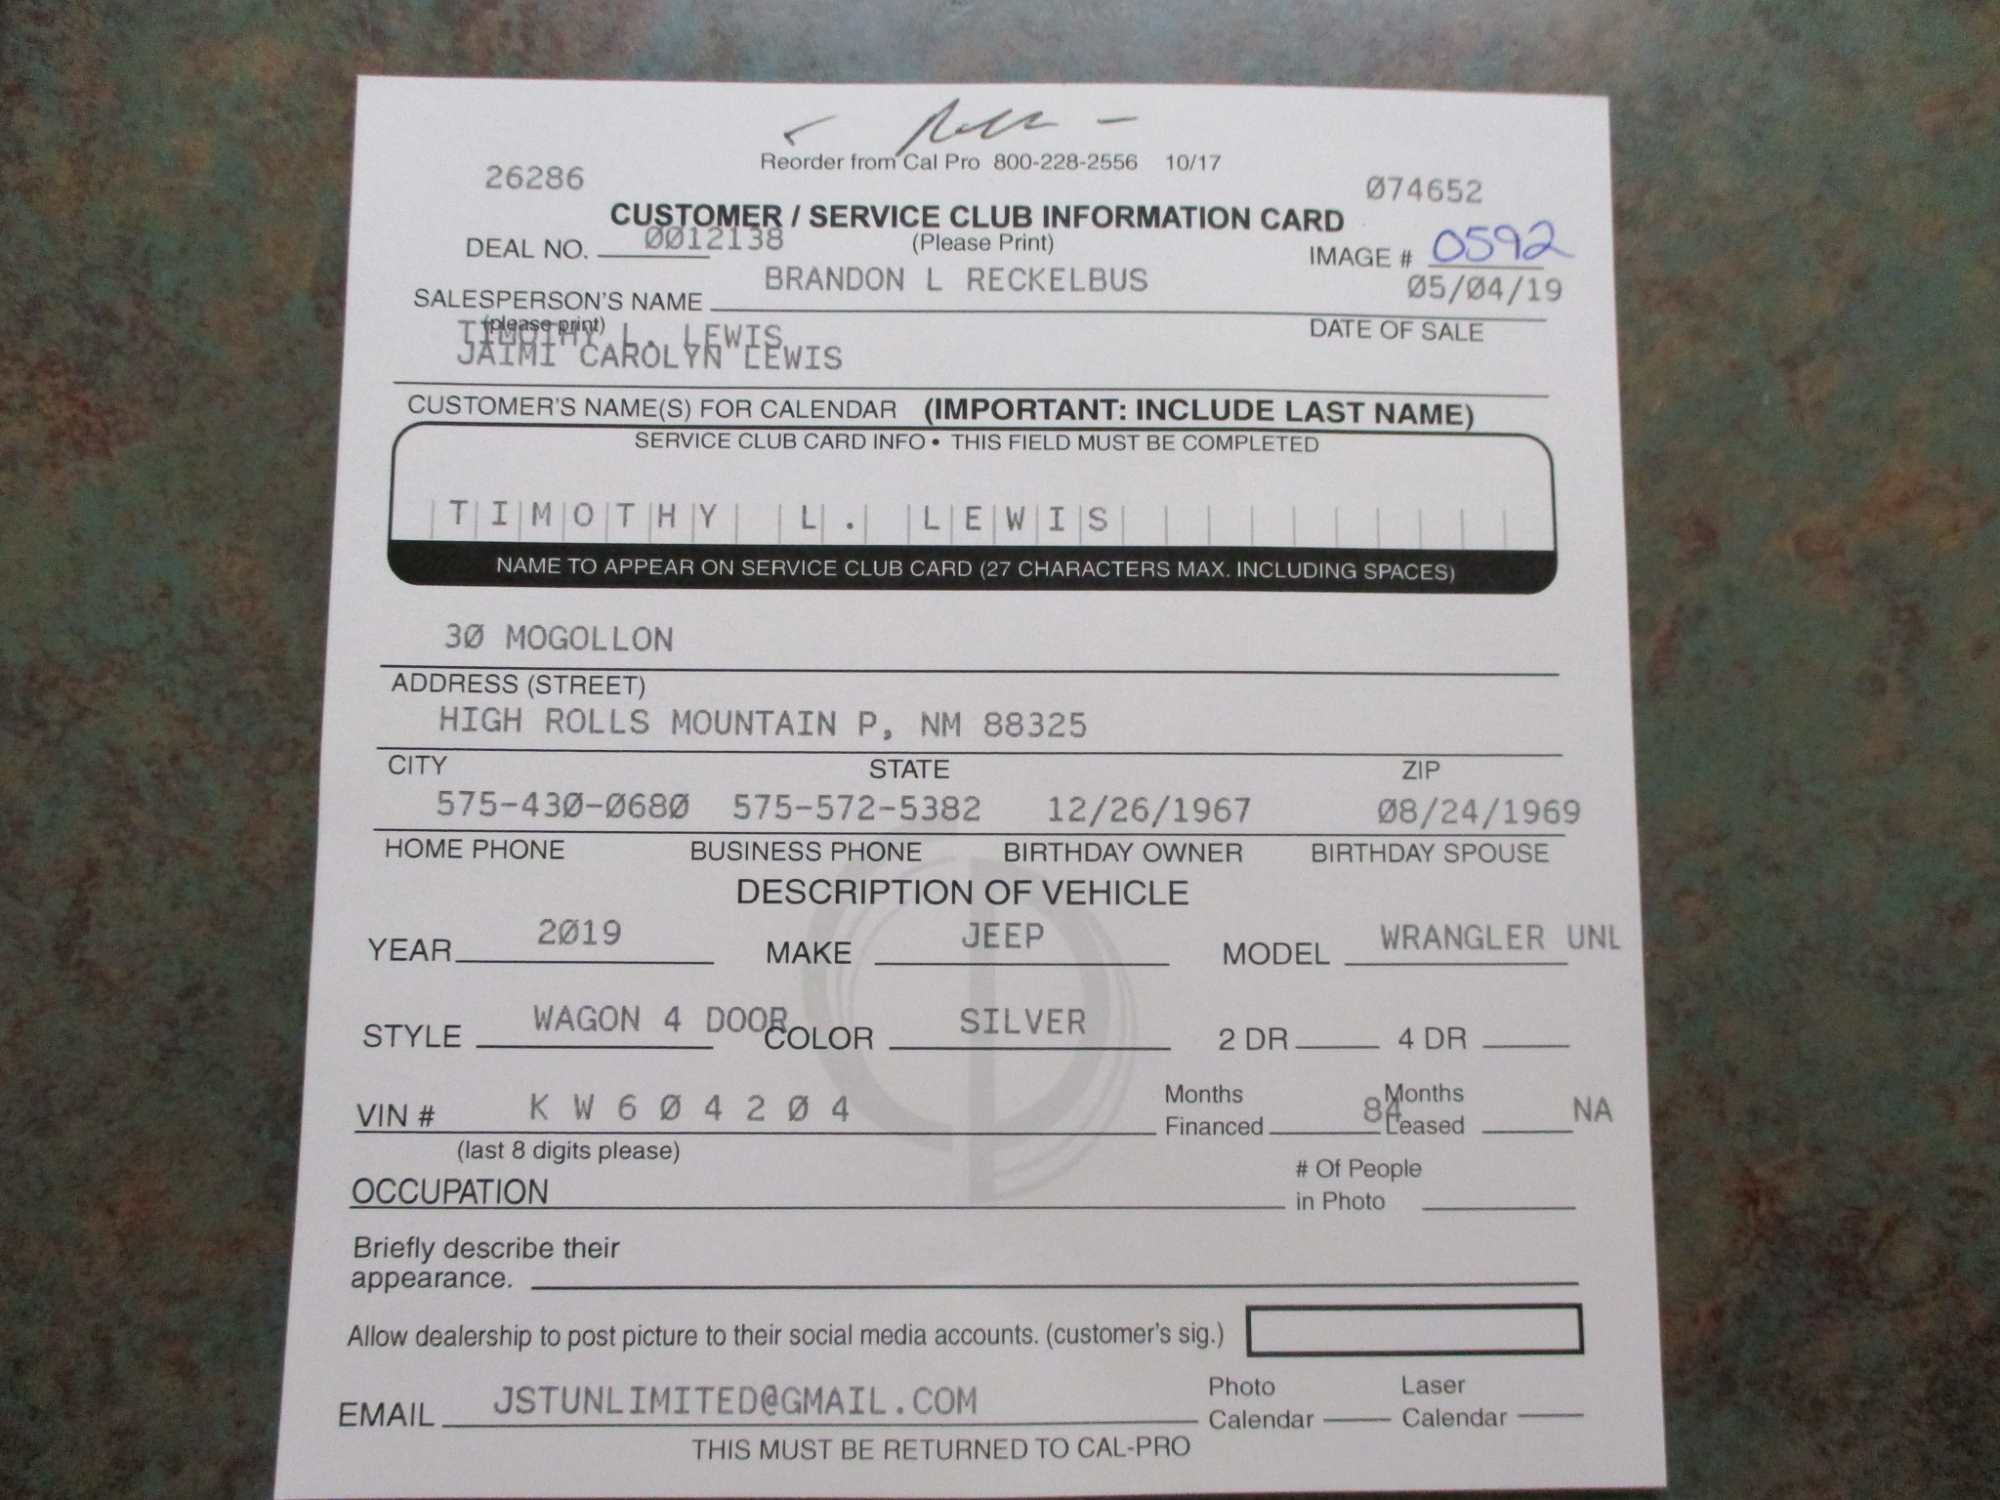 Reorder from Cal Pro 800-228-2556 10/17
26286 Ø74652
CUSTOMER / SERVICE CLUB INFORMATION CARD
DEAL NO. ØØ12138 (Please Print) IMAGE # 0592
SALESPERSON'S NAME BRANDON L RECKELBUS Ø5/Ø4/19
(please print) DATE OF SALE
TIMOTHY L. LEWIS
JAIMI CAROLYN LEWIS
CUSTOMER'S NAME(S) FOR CALENDAR (IMPORTANT: INCLUDE LAST NAME)
SERVICE CLUB CARD INFO • THIS FIELD MUST BE COMPLETED
TIMOTHY L. LEWIS
NAME TO APPEAR ON SERVICE CLUB CARD (27 CHARACTERS MAX. INCLUDING SPACES)
3Ø MOGOLLON
ADDRESS (STREET)
HIGH ROLLS MOUNTAIN P, NM 88325
CITY STATE ZIP
575-43Ø-Ø68Ø 575-572-5382 12/26/1967 Ø8/24/1969
HOME PHONE BUSINESS PHONE BIRTHDAY OWNER BIRTHDAY SPOUSE
DESCRIPTION OF VEHICLE
YEAR 2Ø19 MAKE JEEP MODEL WRANGLER UNL
STYLE WAGON 4 DOOR COLOR SILVER 2 DR 4 DR
VIN # K W 6 Ø 4 2 Ø 4 Months Financed 84 Months Leased NA
(last 8 digits please)
OCCUPATION # Of People in Photo
Briefly describe their
appearance.
Allow dealership to post picture to their social media accounts. (customer's sig.)
EMAIL JSTUNLIMITED@GMAIL.COM Photo Calendar Laser Calendar
THIS MUST BE RETURNED TO CAL-PRO